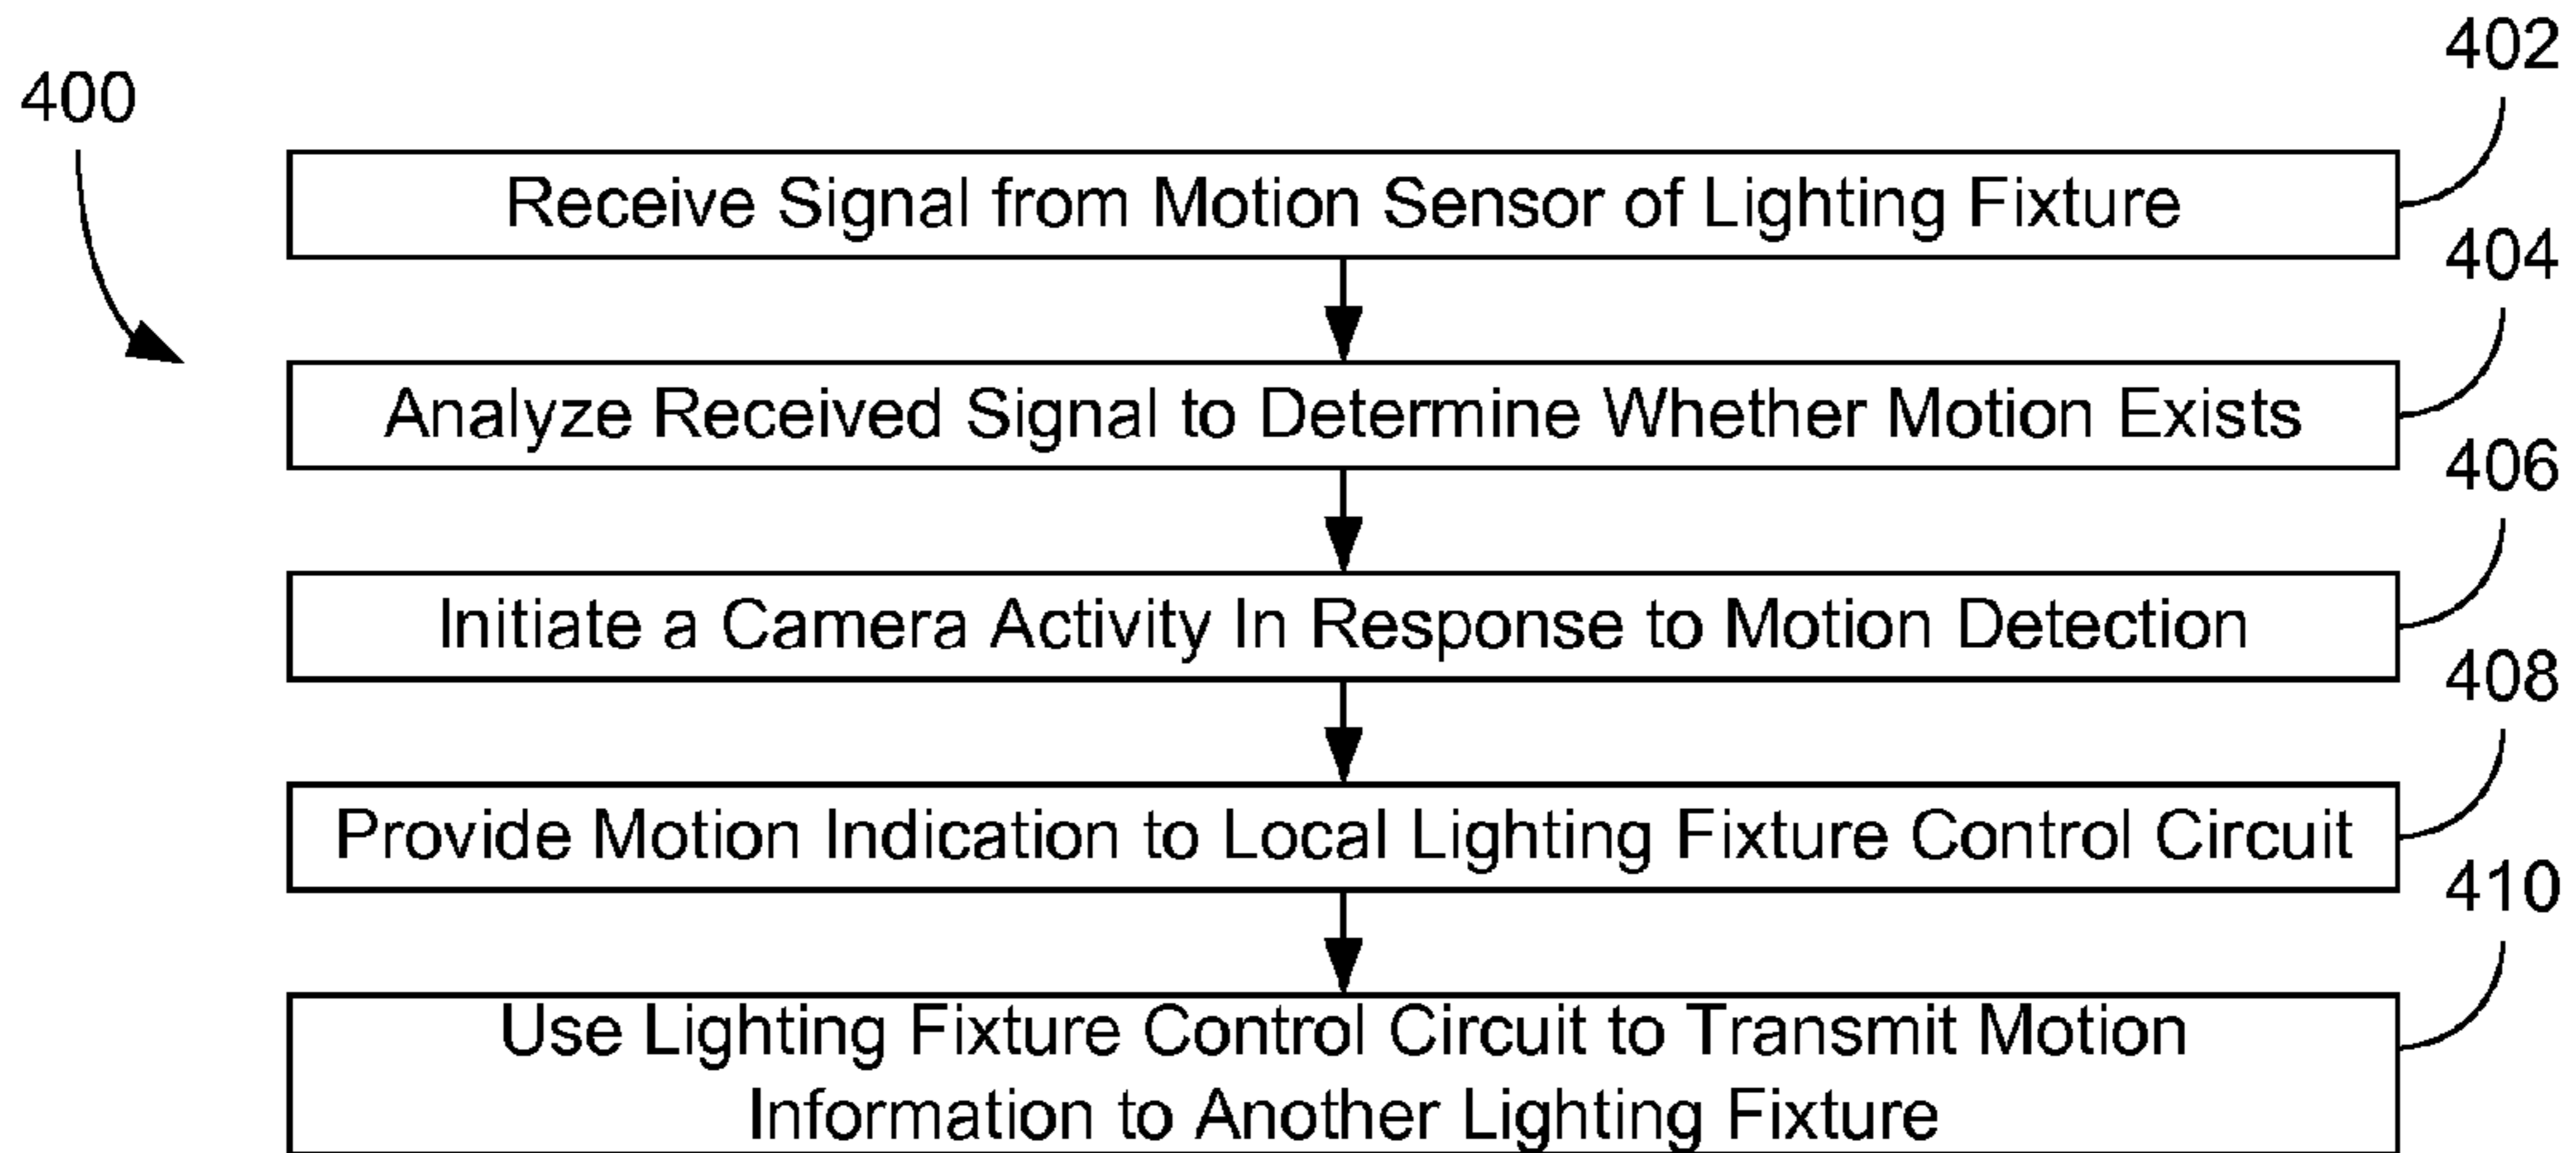 402
400
Receive Signal from Motion Sensor of Lighting Fixture
404
Analyze Received Signal to Determine Whether Motion Exists
406
Initiate a Camera Activity In Response to Motion Detection
408
Provide Motion Indication to Local Lighting Fixture Control Circuit
410
Use Lighting Fixture Control Circuit to Transmit Motion
Information to Another Lighting Fixture